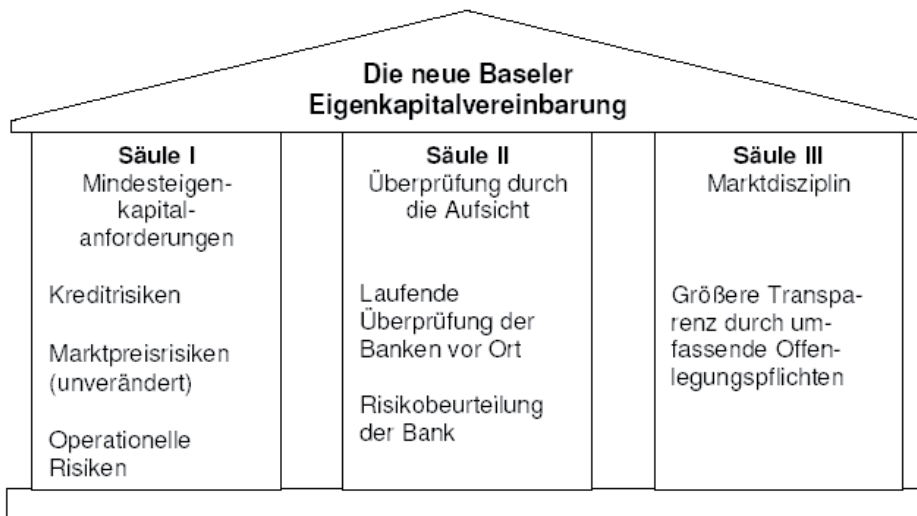 Die neue Baseler
Eigenkapitalvereinbarung
Säule I
Mindesteigen-
kapital-
anforderungen
Kreditrisiken
Marktpreisrisiken
(unverändert)
Operationelle
Risiken
Säule II
Überprüfung durch
die Aufsicht
Laufende
Überprüfung der
Banken vor Ort
Risikobeurteilung
der Bank
Säule III
Marktdisziplin
Größere Transpa-
renz durch um-
fassende Offen-
legungspflichten